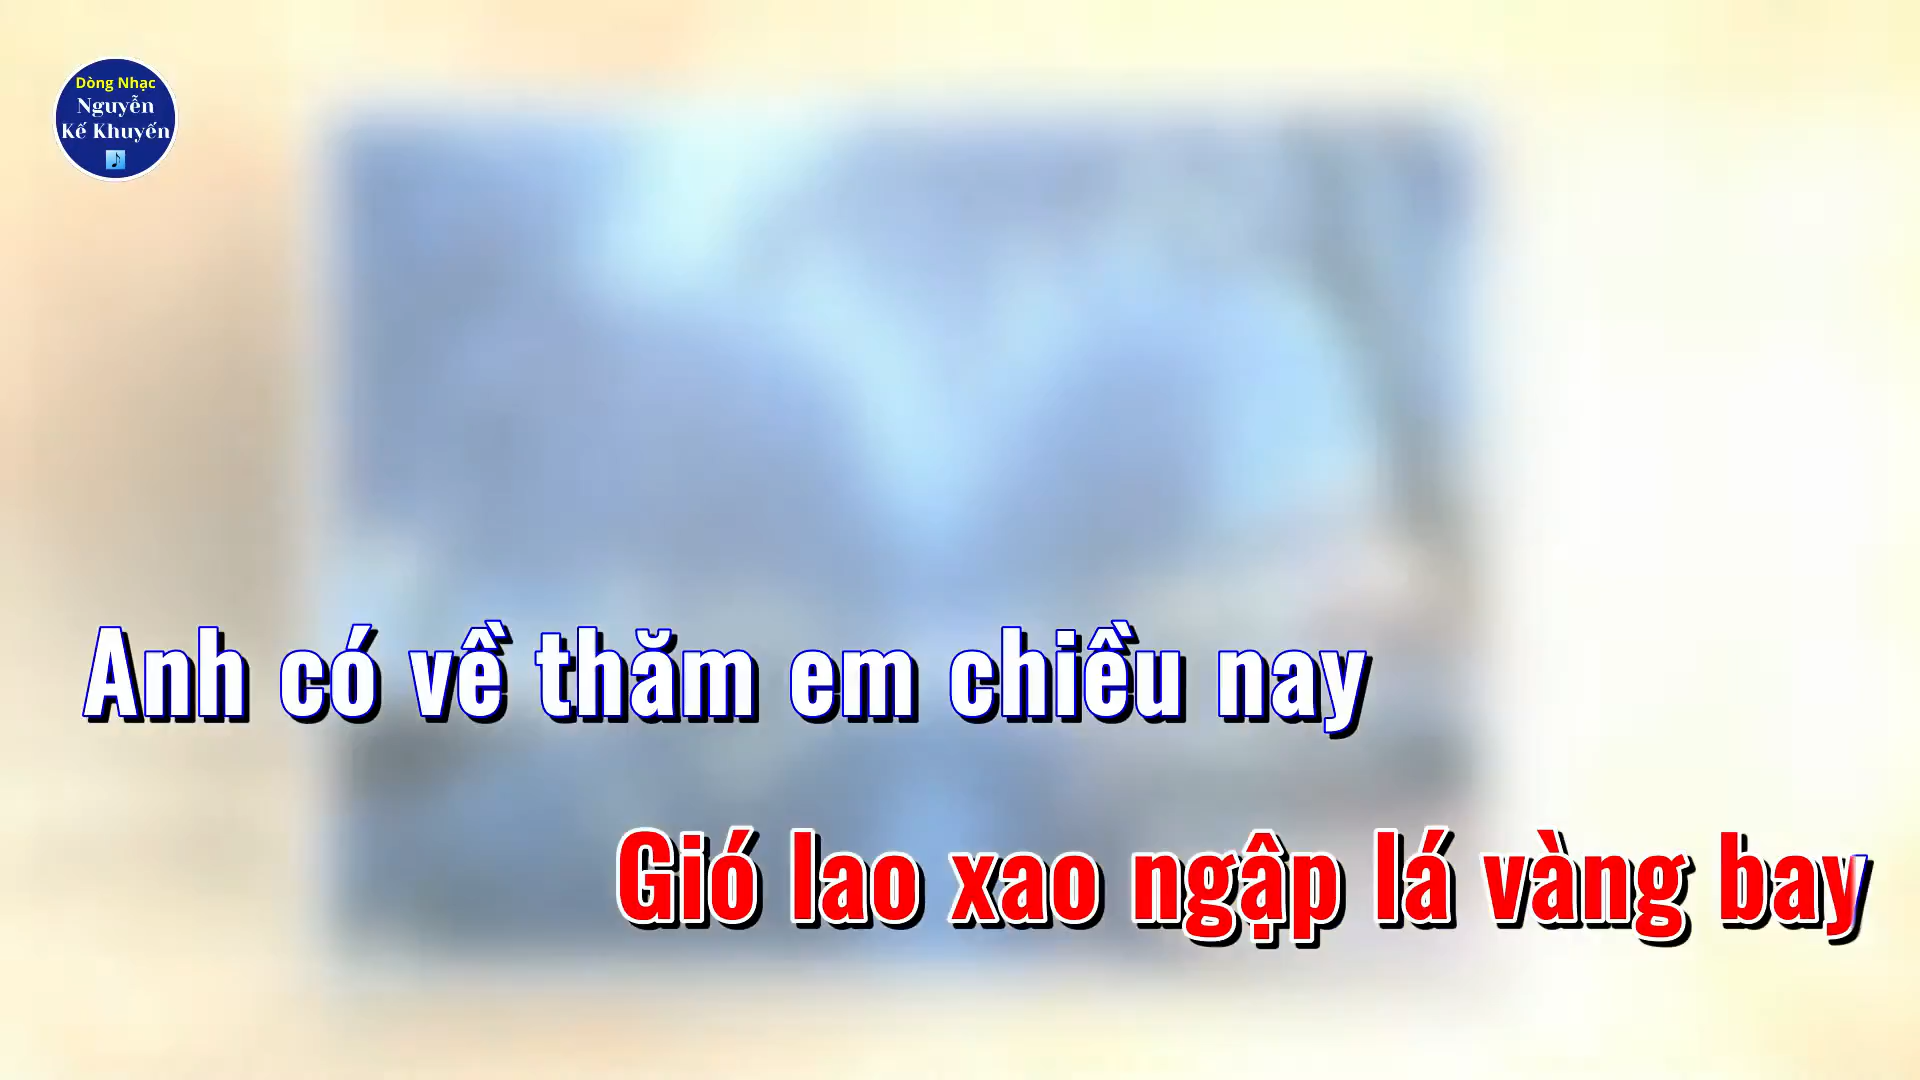 Dòng Nhạc
Nguyễn
Kế Khuyến
Anh có về thăm em chiều nay
Gió lao xao ngập lá vàng bay